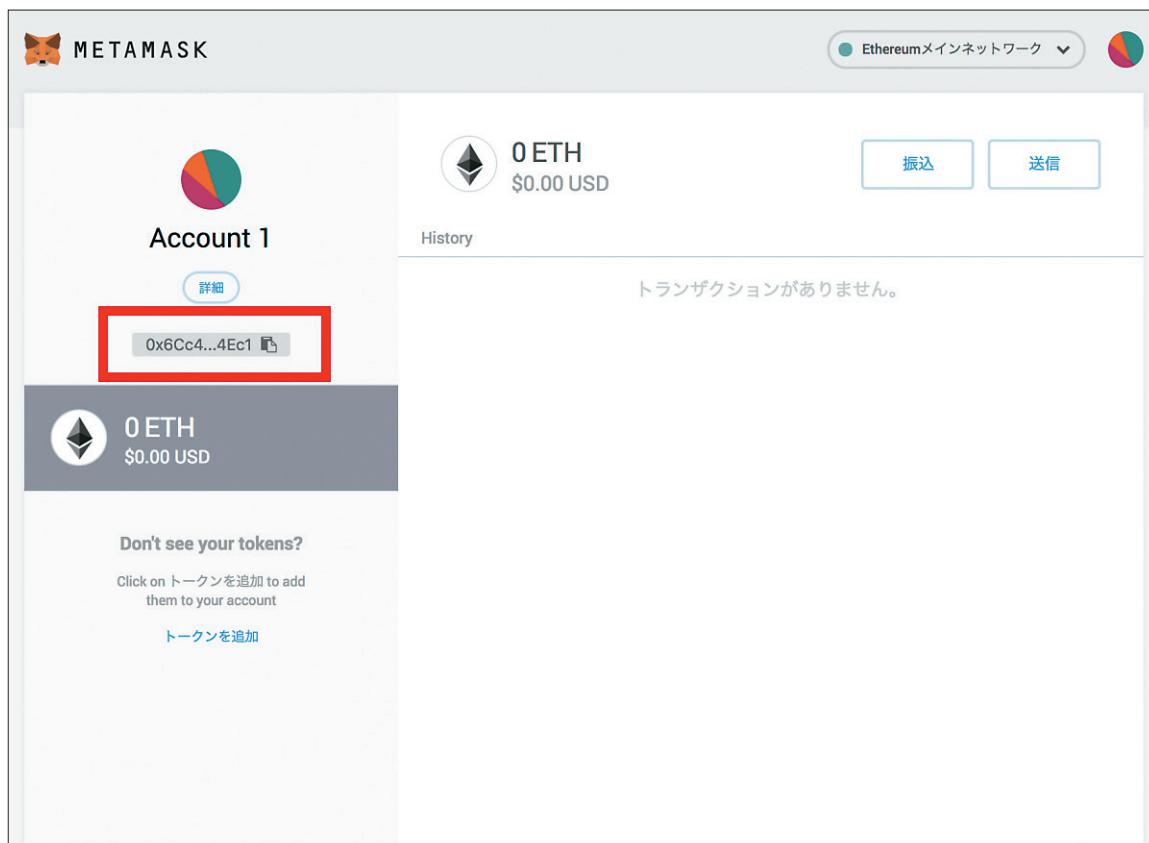 METAMASK
Ethereumメインネットワーク
Account 1
詳細
0x6Cc4...4Ec1
0 ETH
$0.00 USD
Don't see your tokens?
Click on トークンを追加 to add
them to your account
トークンを追加
0 ETH
$0.00 USD
振込
送信
History
トランザクションがありません。